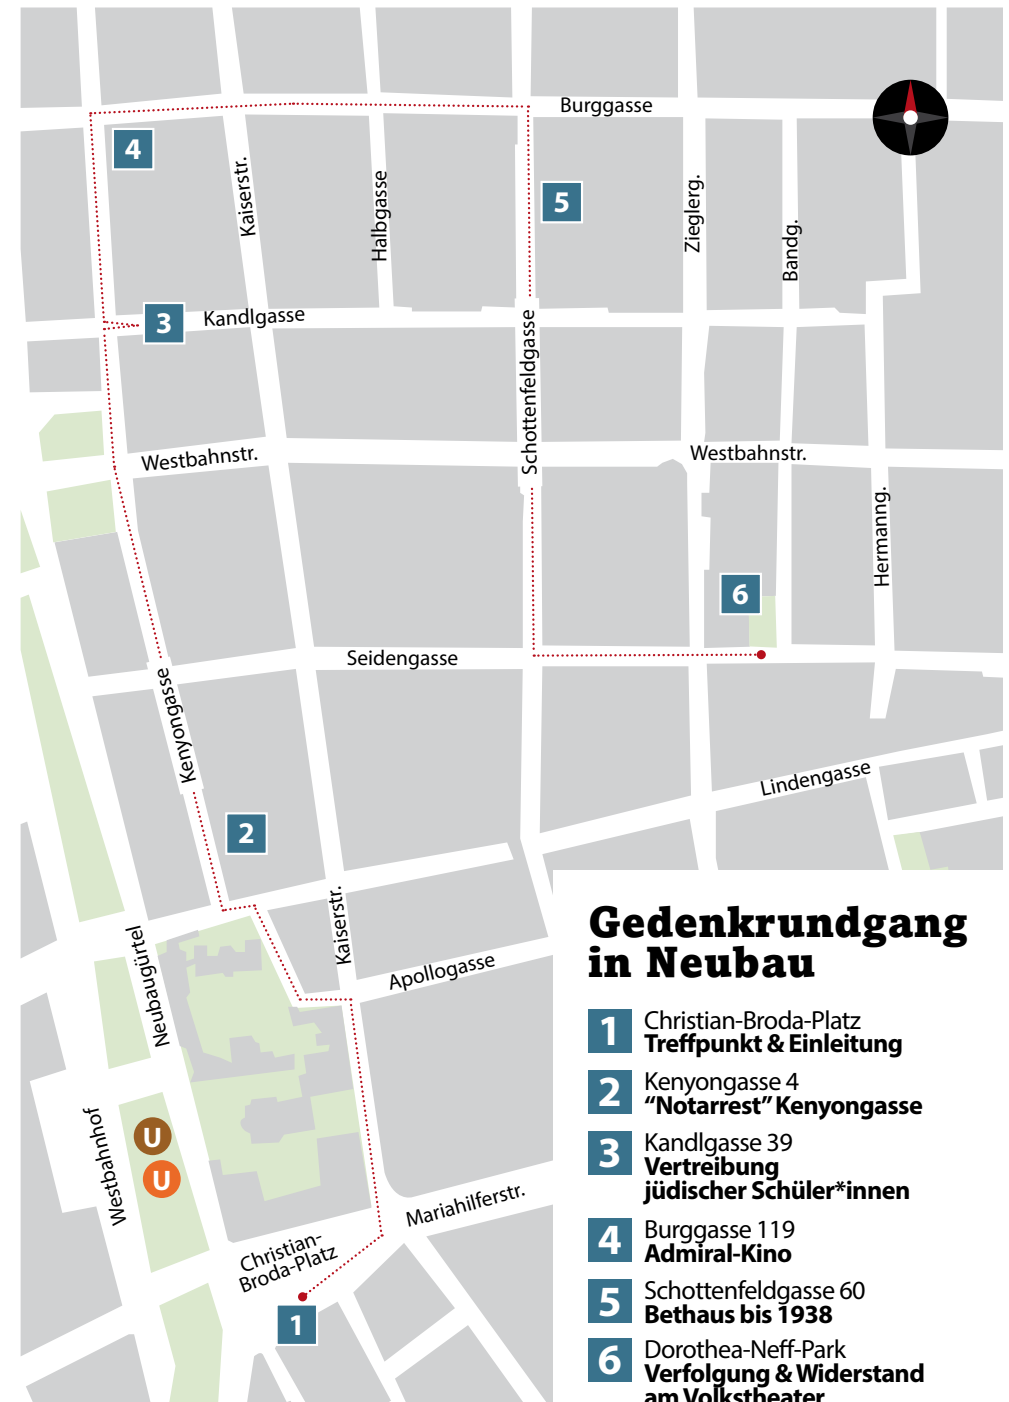 Burggasse
4
Kaiserstr.
Halbgasse
5
Zieglerg.
Bandg.
3
Kandlgasse
Schottenfeldgasse
Westbahnstr.
Westbahnstr.
Hermanng.
6
Seidengasse
Kenyongasse
Lindengasse
2
Kaiserstr.
Neubaugürtel
Apollogasse
Westbahnhof
U
U
Mariahilferstr.
Christian-
Broda-Platz
1
Gedenkrundgang
in Neubau
1 Christian-Broda-Platz
Treffpunkt & Einleitung
2 Kenyongasse 4
“Notarrest” Kenyongasse
3 Kandlgasse 39
Vertreibung
jüdischer Schüler*innen
4 Burggasse 119
Admiral-Kino
5 Schottenfeldgasse 60
Bethaus bis 1938
6 Dorothea-Neff-Park
Verfolgung & Widerstand
am Volkstheater